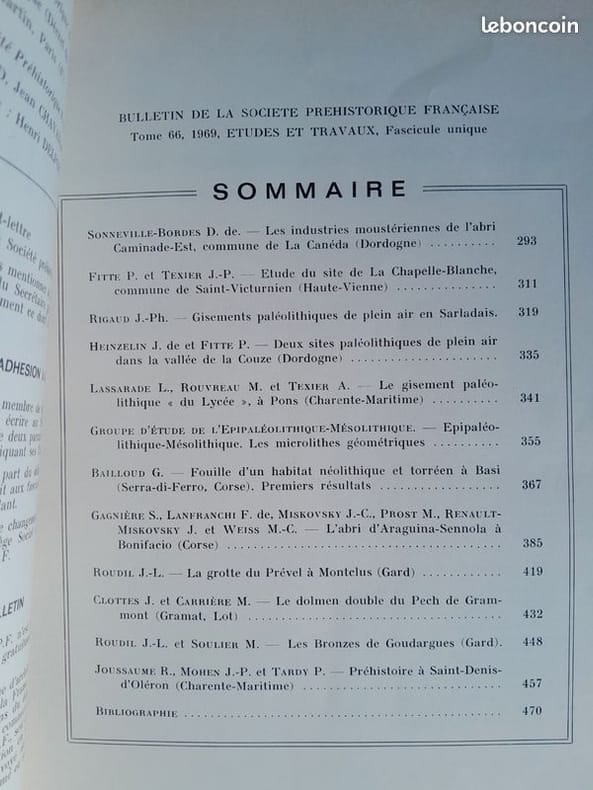 leboncoin
BULLETIN DE LA SOCIETE PREHISTORIQUE FRANÇAISE
Tome 66, 1969, ETUDES ET TRAVAUX, Fascicule unique
SOMMAIRE
SONNEVILLE-BORDES D. de. — Les industries moustériennes de l'abri
Caminade-Est, commune de La Canéda (Dordogne) .......... 293
FITTE P. et TEXIER J.-P. — Etude du site de La Chapelle-Blanche,
commune de Saint-Victurnien (Haute-Vienne) ............... 311
RIGAUD J.-Ph. — Gisements paléolithiques de plein air en Sarladais. 319
HEINZELIN J. de et FITTE P. — Deux sites paléolithiques de plein air
dans la vallée de la Couze (Dordogne) ...................... 335
LASSARADE L., ROUVREAU M. et TEXIER A. — Le gisement paléo-
lithique « du Lycée », à Pons (Charente-Maritime) ............ 341
GROUPE D'ÉTUDE DE L'EPIPALÉOLITHIQUE-MÉSOLITHIQUE. — Epipaléo-
lithique-Mésolithique. Les microlithes géométriques .......... 355
BAILLOUD G. — Fouille d'un habitat néolithique et torréen à Basi
(Serra-di-Ferro, Corse). Premiers résultats .................. 367
GAGNIÈRE S., LANFRANCHI F. de, MISKOVSKY J.-C., PROST M., RENAULT-
MISKOVSKY J. et WEISS M.-C. — L'abri d'Araguina-Sennola à
Bonifacio (Corse) ........................................ 385
ROUDIL J.-L. — La grotte du Prével à Montclus (Gard) ............ 419
CLOTTES J. et CARRIÈRE M. — Le dolmen double du Pech de Gram-
mont (Gramat, Lot) ...................................... 432
ROUDIL J.-L. et SOULIER M. — Les Bronzes de Goudargues (Gard). 448
JOUSSAUME R., MOHEN J.-P. et TARDY P. — Préhistoire à Saint-Denis-
d'Oléron (Charente-Maritime) .............................. 457
BIBLIOGRAPHIE ................................................ 470